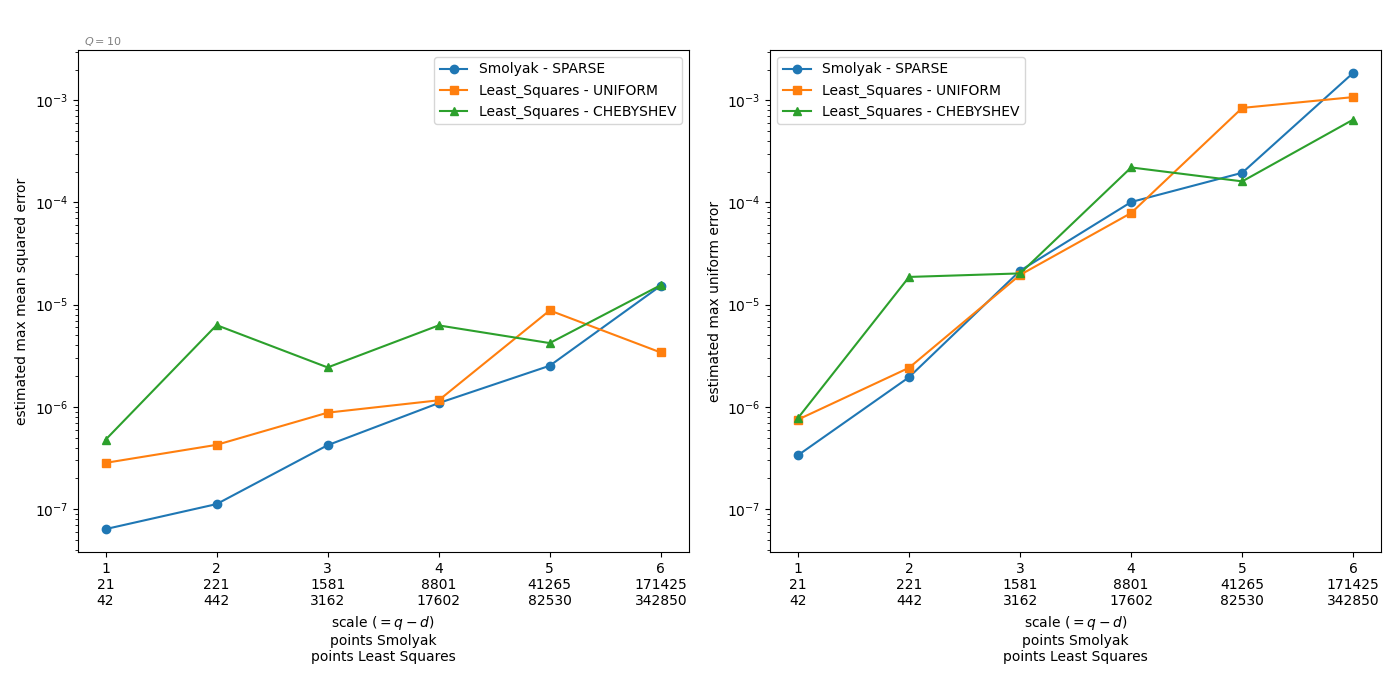 Q = 10
Smolyak - SPARSE
Least_Squares - UNIFORM
Least_Squares - CHEBYSHEV
estimated max mean squared error
10⁻³
10⁻⁴
10⁻⁵
10⁻⁶
10⁻⁷
1 2 3 4 5 6
21 221 1581 8801 41265 171425
42 442 3162 17602 82530 342850
scale (= q − d)
points Smolyak
points Least Squares
Smolyak - SPARSE
Least_Squares - UNIFORM
Least_Squares - CHEBYSHEV
estimated max uniform error
10⁻³
10⁻⁴
10⁻⁵
10⁻⁶
10⁻⁷
1 2 3 4 5 6
21 221 1581 8801 41265 171425
42 442 3162 17602 82530 342850
scale (= q − d)
points Smolyak
points Least Squares